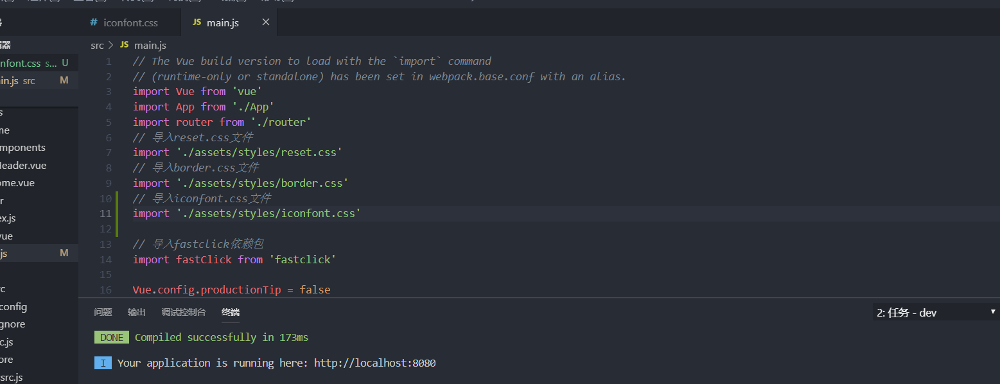 iconfont.css
JS main.js
器
src > JS main.js
nfont.css s... U
in.js src M
mponents
ome.vue
ex.js
js M
config
gnore
c.js
ore
src.js
1 // The Vue build version to load with the `import` command
2 // (runtime-only or standalone) has been set in webpack.base.conf with an alias.
3 import Vue from 'vue'
4 import App from './App'
5 import router from './router'
6 // 导入reset.css文件
7 import './assets/styles/reset.css'
8 // 导入border.css文件
9 import './assets/styles/border.css'
10 // 导入iconfont.css文件
11 import './assets/styles/iconfont.css'
12
13 // 导入fastclick依赖包
14 import fastClick from 'fastclick'
15
16 Vue.config.productionTip = false
问题 输出 调试控制台 终端 2: 任务 - dev
DONE Compiled successfully in 173ms
I Your application is running here: http://localhost:8080